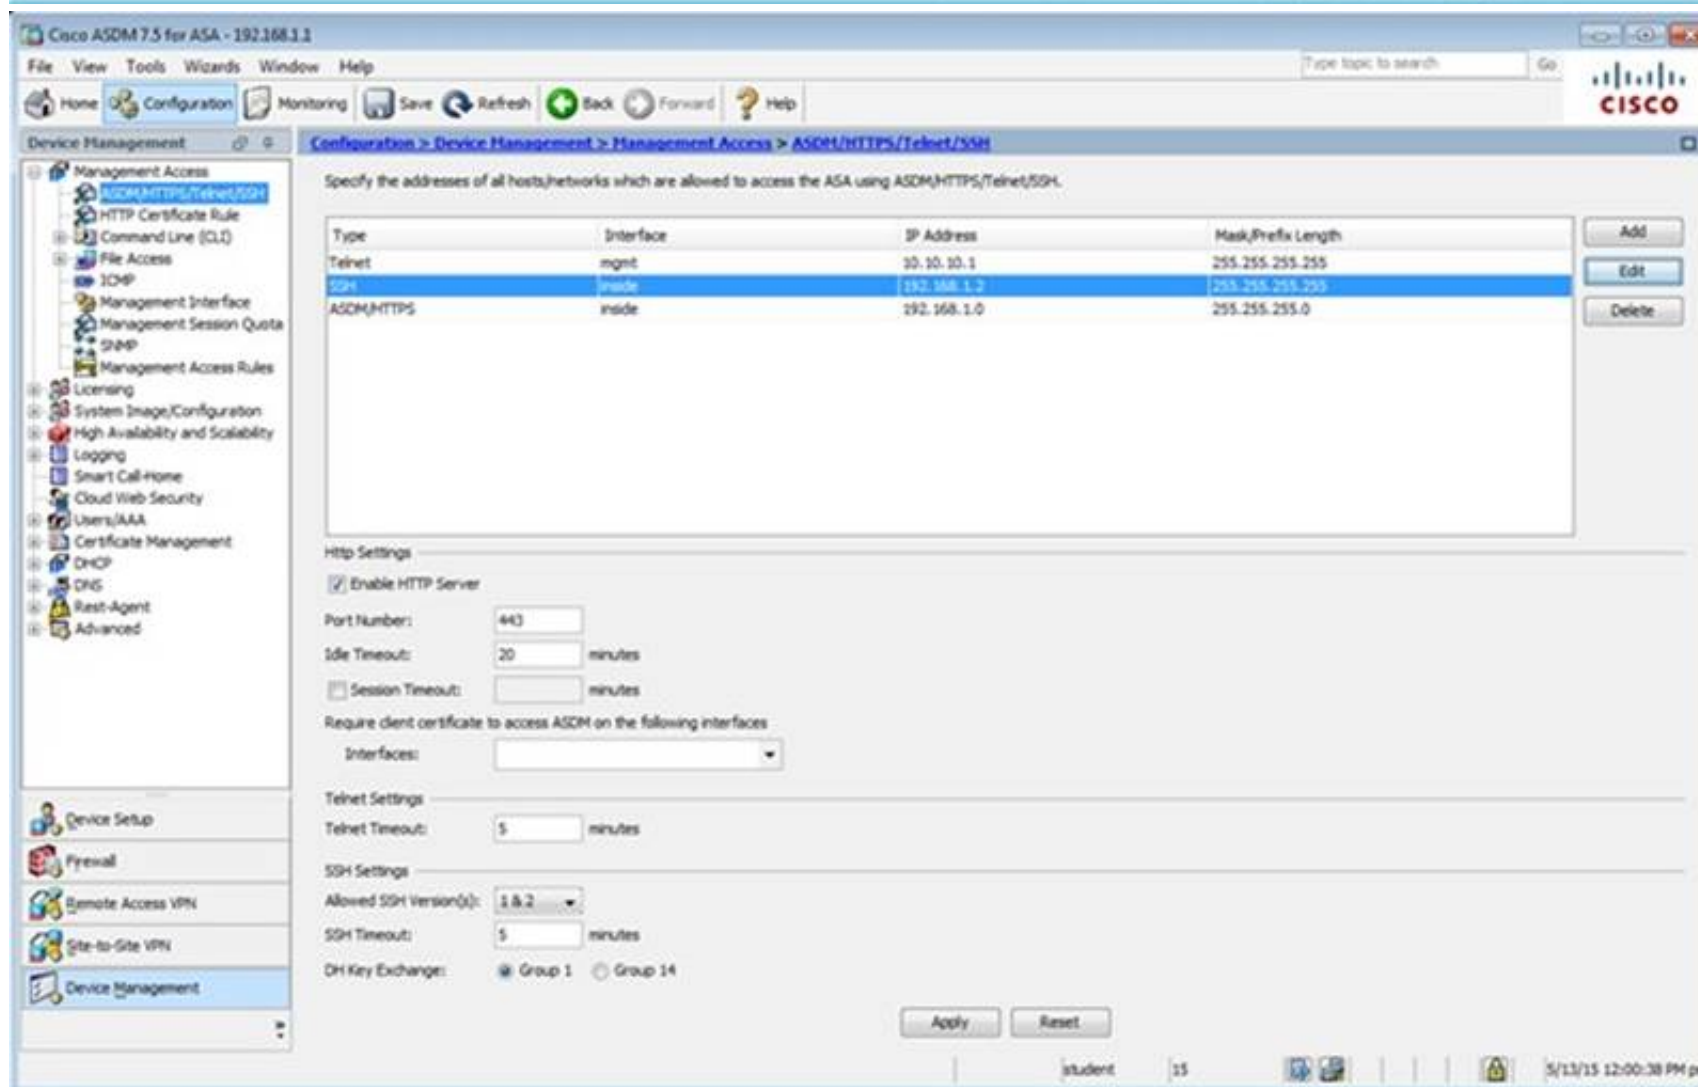 Cisco ASDM 7.5 for ASA - 192.168.1.1
File View Tools Wizards Window Help
Type topic to search Go
CISCO
Home Configuration Monitoring Save Refresh Back Forward Help
Device Management
Configuration > Device Management > Management Access > ASDM/HTTPS/Telnet/SSH
Management Access
ASDM/HTTPS/Telnet/SSH
HTTP Certificate Rule
Command Line (CLI)
File Access
ICMP
Management Interface
Management Session Quota
SNMP
Management Access Rules
Licensing
System Image/Configuration
High Availability and Scalability
Logging
Smart Call-Home
Cloud Web Security
Users/AAA
Certificate Management
DHCP
DNS
Rest-Agent
Advanced
Device Setup
Firewall
Remote Access VPN
Site-to-Site VPN
Device Management
Specify the addresses of all hosts/networks which are allowed to access the ASA using ASDM/HTTPS/Telnet/SSH.
Type Interface IP Address Mask/Prefix Length
Telnet mgmt 10.10.10.1 255.255.255.255
SSH inside 192.168.1.2 255.255.255.255
ASDM/HTTPS inside 192.168.1.0 255.255.255.0
Add
Edit
Delete
Http Settings
Enable HTTP Server
Port Number: 443
Idle Timeout: 20 minutes
Session Timeout: minutes
Require client certificate to access ASDM on the following interfaces
Interfaces:
Telnet Settings
Telnet Timeout: 5 minutes
SSH Settings
Allowed SSH Version(s): 1 & 2
SSH Timeout: 5 minutes
DH Key Exchange: Group 1 Group 14
Apply Reset
student 15 5/13/15 12:00:38 PM p